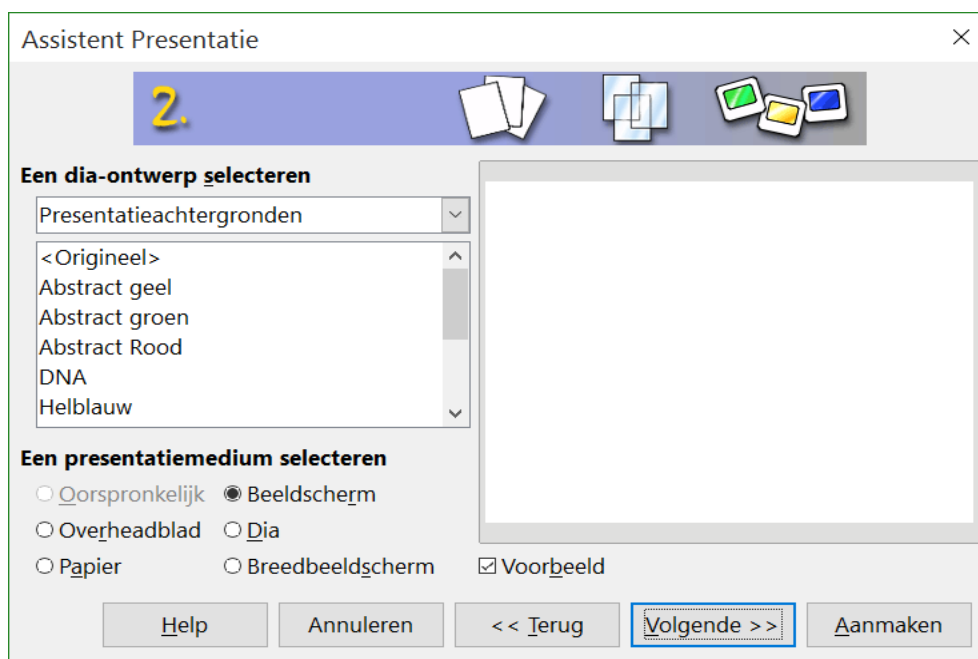 Assistent Presentatie
2.
Een dia-ontwerp selecteren
Presentatieachtergronden
<Origineel>
Abstract geel
Abstract groen
Abstract Rood
DNA
Helblauw
Een presentatiemedium selecteren
Oorspronkelijk Beeldscherm
Overheadblad Dia
Papier Breedbeeldscherm Voorbeeld
Help Annuleren << Terug Volgende >> Aanmaken